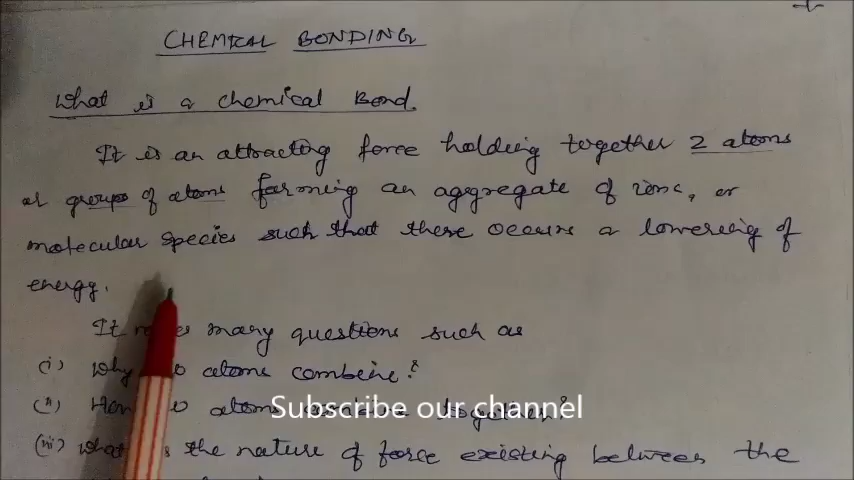 CHEMICAL BONDING
What is a chemical Bond.
It is an attracting force holding together 2 atoms
or groups of atoms forming an aggregate of ions, or
molecular species such that there occurs a lowering of
energy.
It many questions such as
(i) Why atoms combine?
(ii) atoms together?
Subscribe our channel
(iii) what the nature of force existing between the